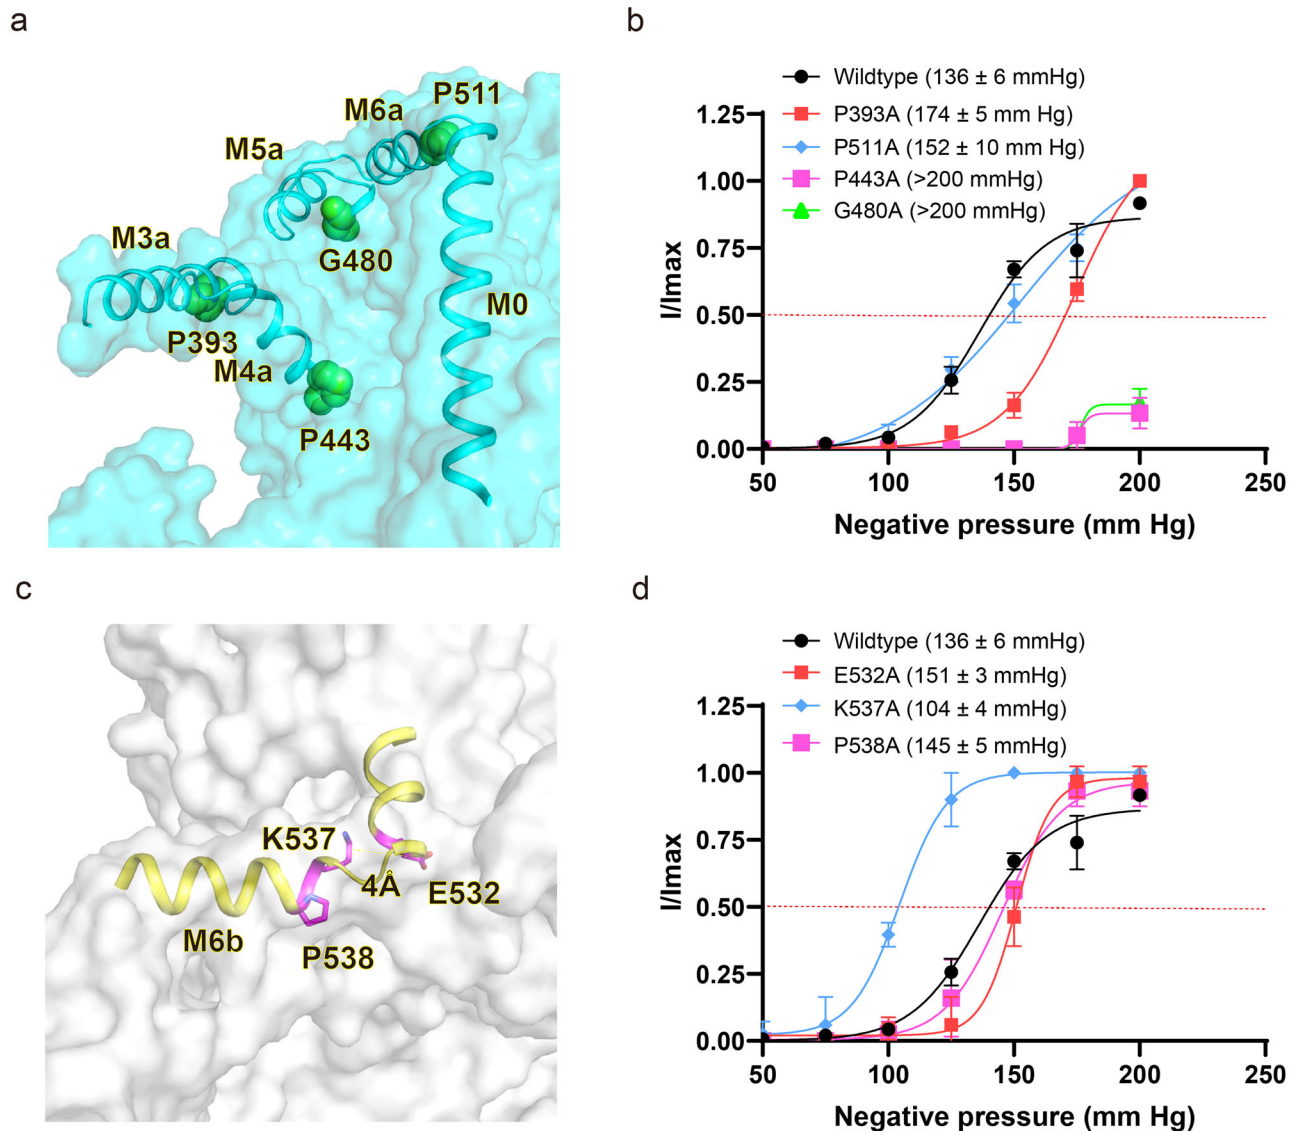 a
P511
M6a
M5a
M3a
G480
M0
P393
M4a
P443
b
Wildtype (136 ± 6 mmHg)
P393A (174 ± 5 mm Hg)
P511A (152 ± 10 mm Hg)
P443A (>200 mmHg)
G480A (>200 mmHg)
I/Imax
1.25
1.00
0.75
0.50
0.25
0.00
50 100 150 200 250
Negative pressure (mm Hg)
c
K537
4Å
E532
M6b
P538
d
Wildtype (136 ± 6 mmHg)
E532A (151 ± 3 mmHg)
K537A (104 ± 4 mmHg)
P538A (145 ± 5 mmHg)
I/Imax
1.25
1.00
0.75
0.50
0.25
0.00
50 100 150 200 250
Negative pressure (mm Hg)